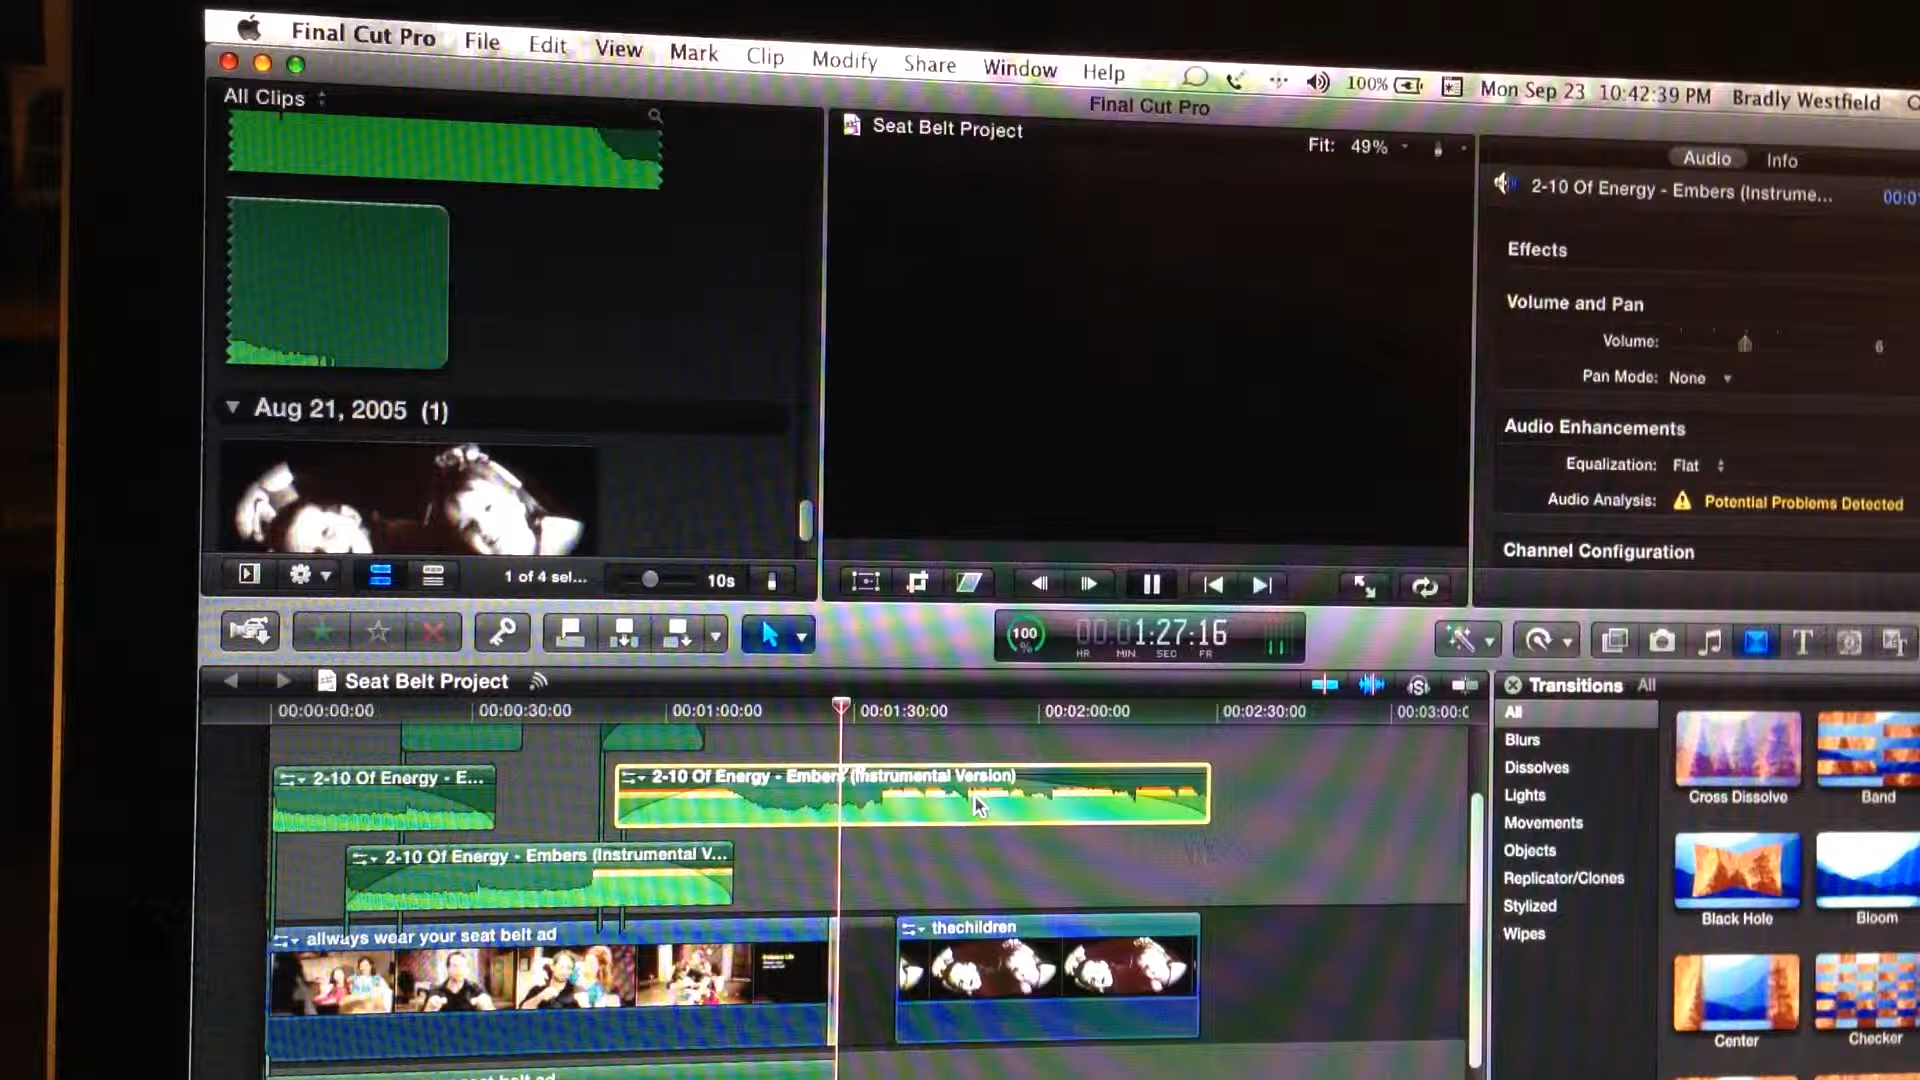 Final Cut Pro File Edit View Mark Clip Modify Share Window Help 100% Mon Sep 23 10:42:39 PM Bradly Westfield
Final Cut Pro
All Clips
Seat Belt Project
Fit: 49%
Audio Info
2-10 Of Energy - Embers (Instrume...
Effects
Volume and Pan
Volume:
Pan Mode: None
Audio Enhancements
Equalization: Flat
Audio Analysis: Potential Problems Detected
Channel Configuration
Aug 21, 2005 (1)
1 of 4 sel...
10s
100
%
1:27:16
HR MIN SEC FR
Seat Belt Project
00:00:00:00 00:00:30:00 00:01:00:00 00:01:30:00 00:02:00:00 00:02:30:00
2-10 Of Energy - E...
2-10 Of Energy - Embers (Instrumental Version)
2-10 Of Energy - Embers (Instrumental V...
allways wear your seat belt ad
thechildren
Transitions All
All
Blurs
Dissolves
Lights
Movements
Objects
Replicator/Clones
Stylized
Wipes
Cross Dissolve
Band
Black Hole
Bloom
Center
Checker